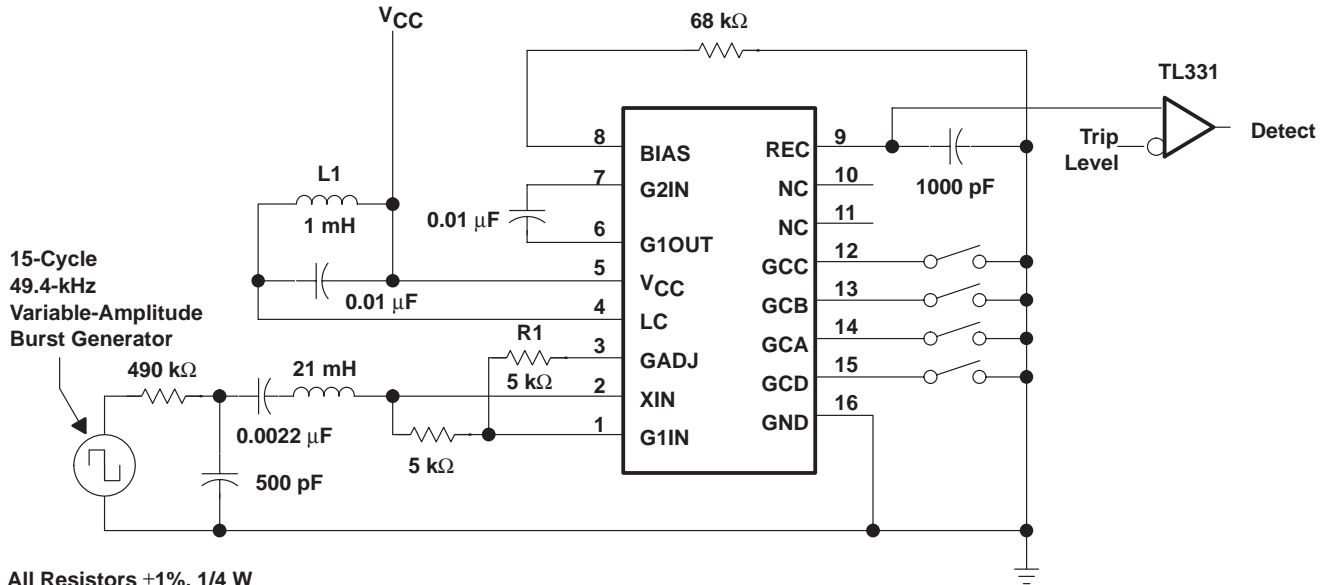 VCC
68 kΩ
TL331
Detect
Trip
Level
8
BIAS
REC
9
7
G2IN
NC
10
1000 pF
L1
1 mH
0.01 μF
6
G1OUT
NC
11
15-Cycle
49.4-kHz
Variable-Amplitude
Burst Generator
5
VCC
GCC
12
0.01 μF
4
LC
GCB
13
R1
3
GADJ
GCA
14
5 kΩ
490 kΩ
21 mH
2
XIN
GCD
15
0.0022 μF
1
G1IN
GND
16
5 kΩ
500 pF
All Resistors ±1%, 1/4 W